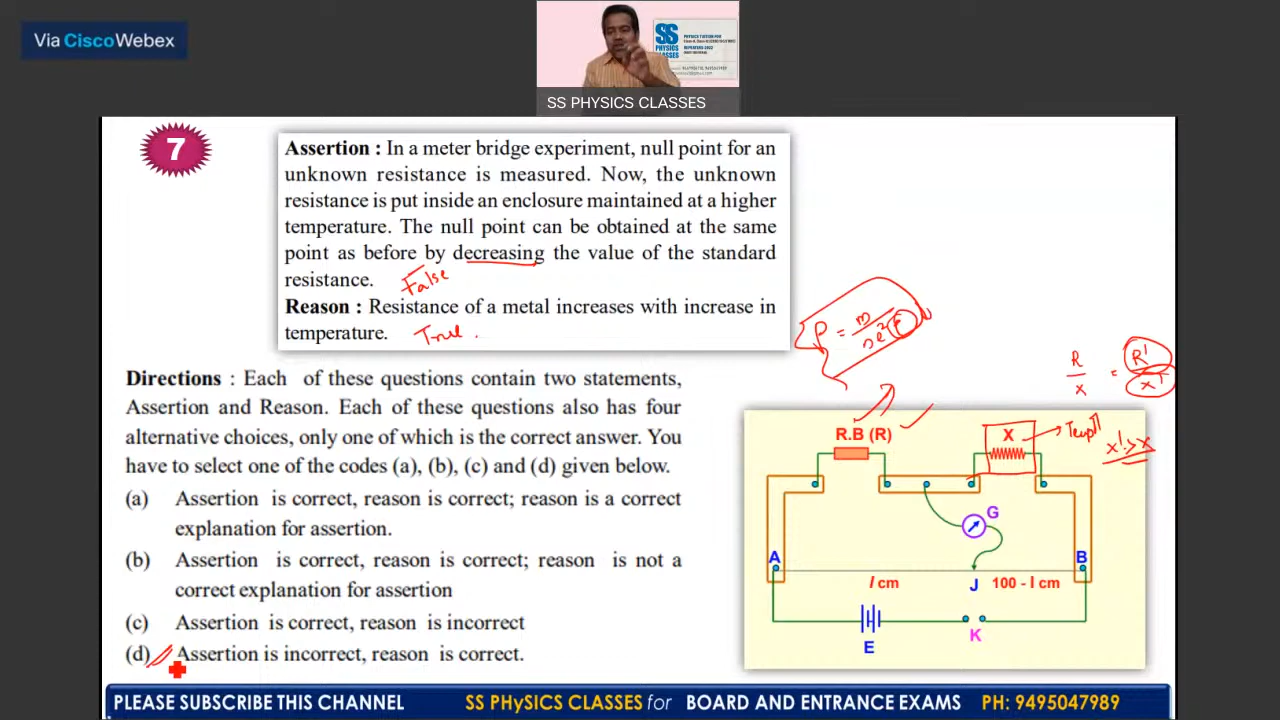 Via CiscoWebex
SS
PHYSICS
CLASSES
PHYSICS TUITION FOR
REPEATERS 2022
SS PHYSICS CLASSES
7
Assertion : In a meter bridge experiment, null point for an
unknown resistance is measured. Now, the unknown
resistance is put inside an enclosure maintained at a higher
temperature. The null point can be obtained at the same
point as before by decreasing the value of the standard
resistance.
False
Reason : Resistance of a metal increases with increase in
temperature.
True.
Directions : Each of these questions contain two statements,
Assertion and Reason. Each of these questions also has four
alternative choices, only one of which is the correct answer. You
have to select one of the codes (a), (b), (c) and (d) given below.
(a) Assertion is correct, reason is correct; reason is a correct
explanation for assertion.
(b) Assertion is correct, reason is correct; reason is not a
correct explanation for assertion
(c) Assertion is correct, reason is incorrect
(d) Assertion is incorrect, reason is correct.
R/x = R'/x'
R.B (R)
X
Temp↑
x' > x
G
A
B
l cm
J
100 - l cm
E
K
PLEASE SUBSCRIBE THIS CHANNEL SS PHySICS CLASSES for BOARD AND ENTRANCE EXAMS PH: 9495047989